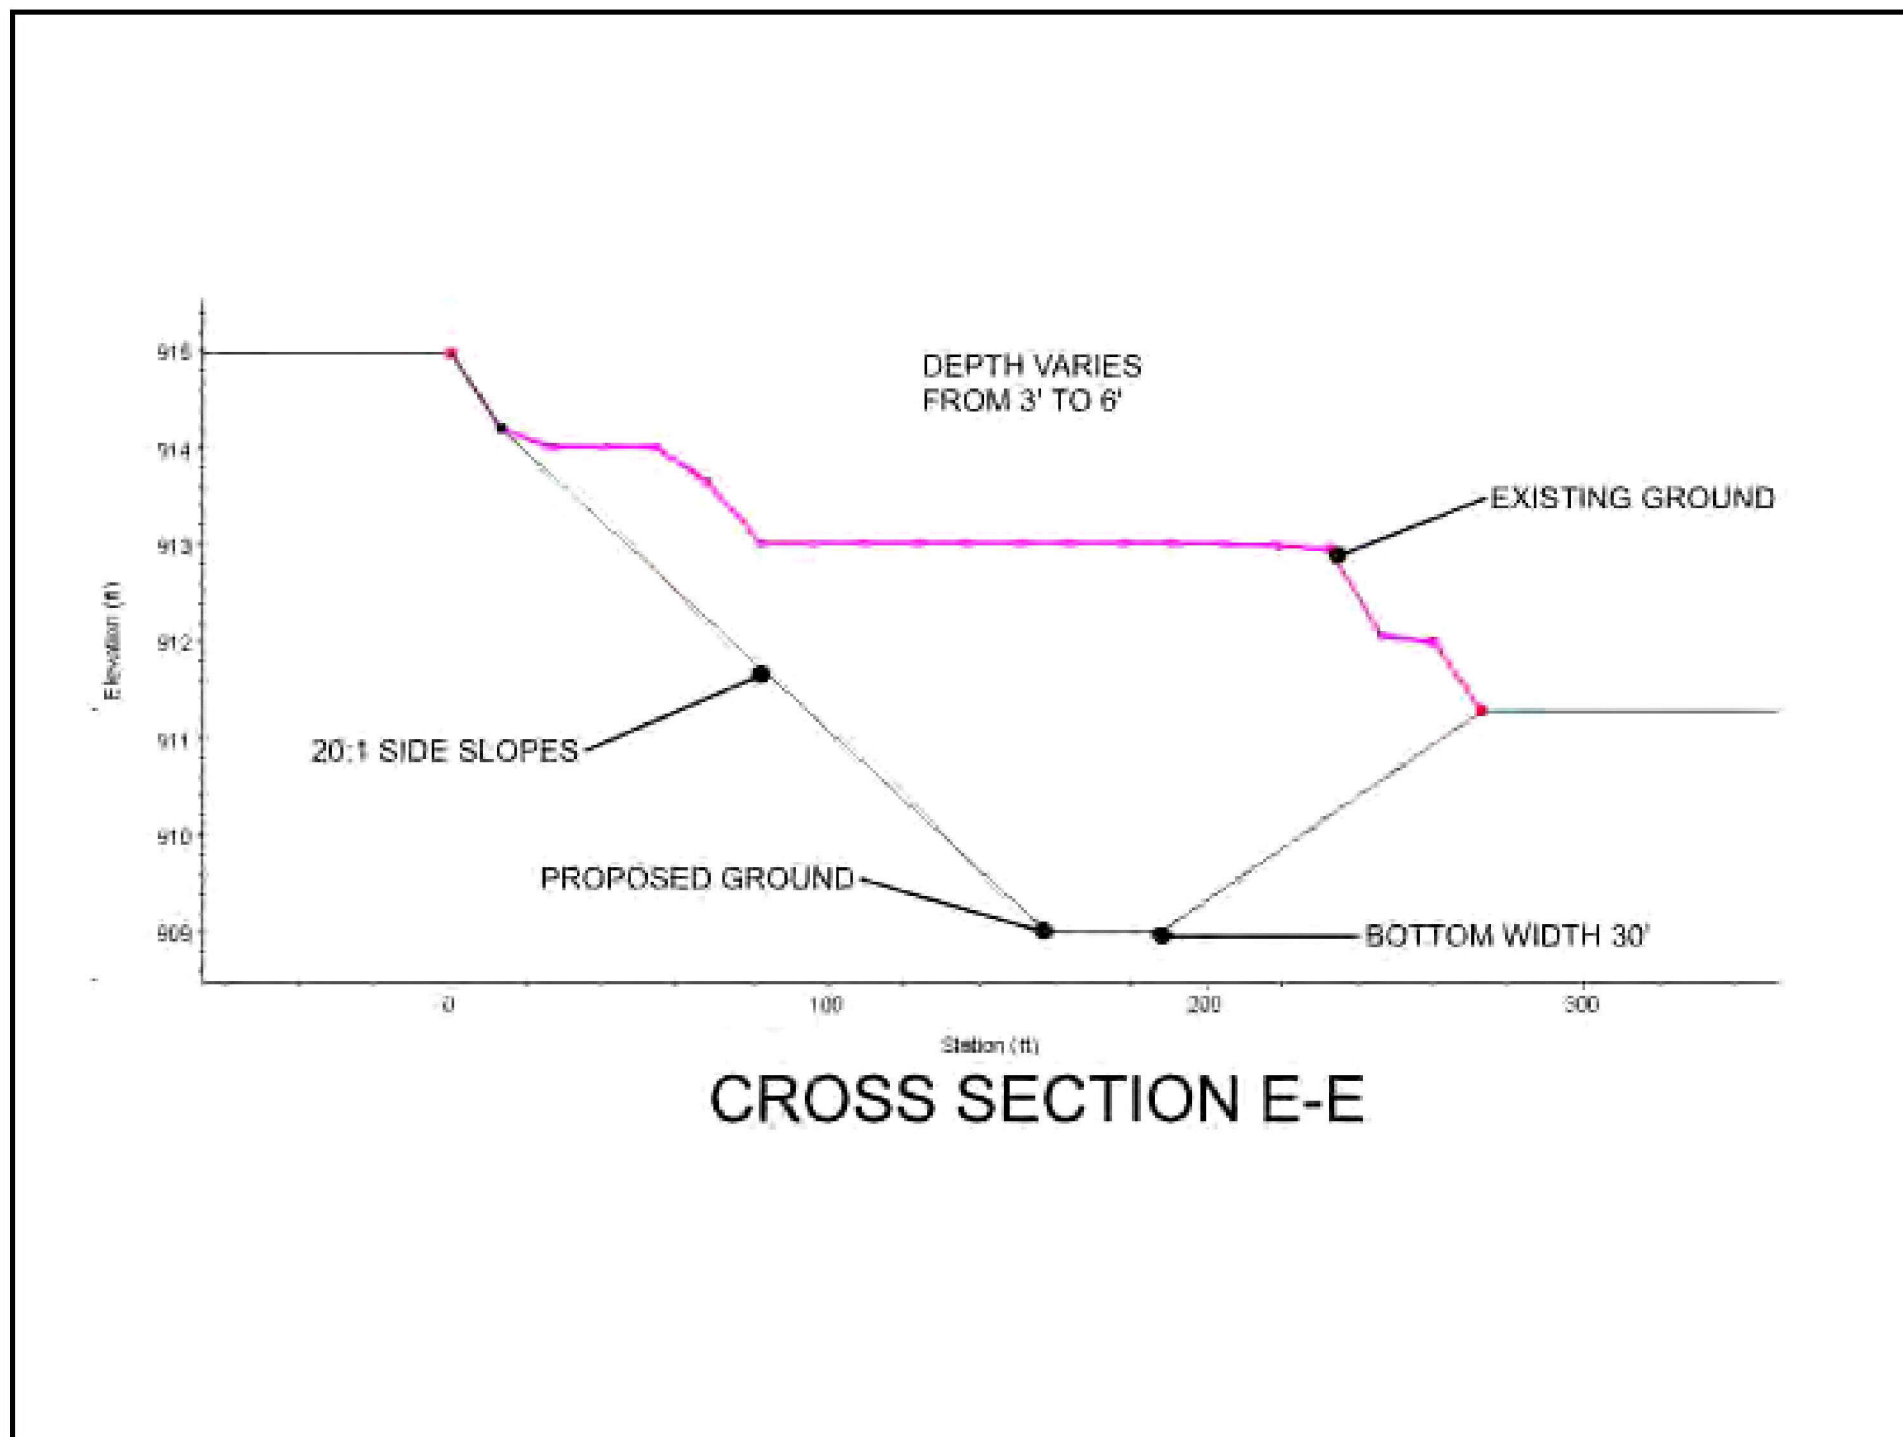 915
DEPTH VARIES
FROM 3' TO 6'
914
EXISTING GROUND
913
912
Elevation (ft)
20:1 SIDE SLOPES
911
910
PROPOSED GROUND
909
BOTTOM WIDTH 30'
0
100
200
300
Station (ft)
CROSS SECTION E-E